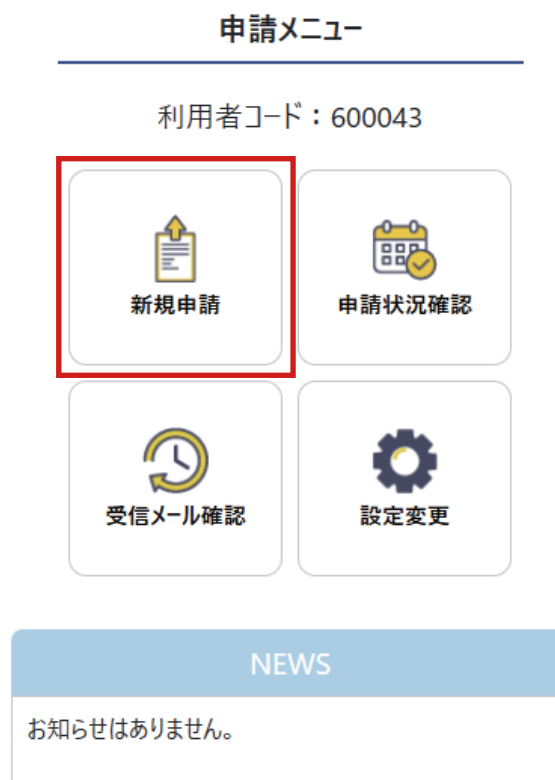 申請メニュー
利用者コード：600043
新規申請
申請状況確認
受信メール確認
設定変更
NEWS
お知らせはありません。